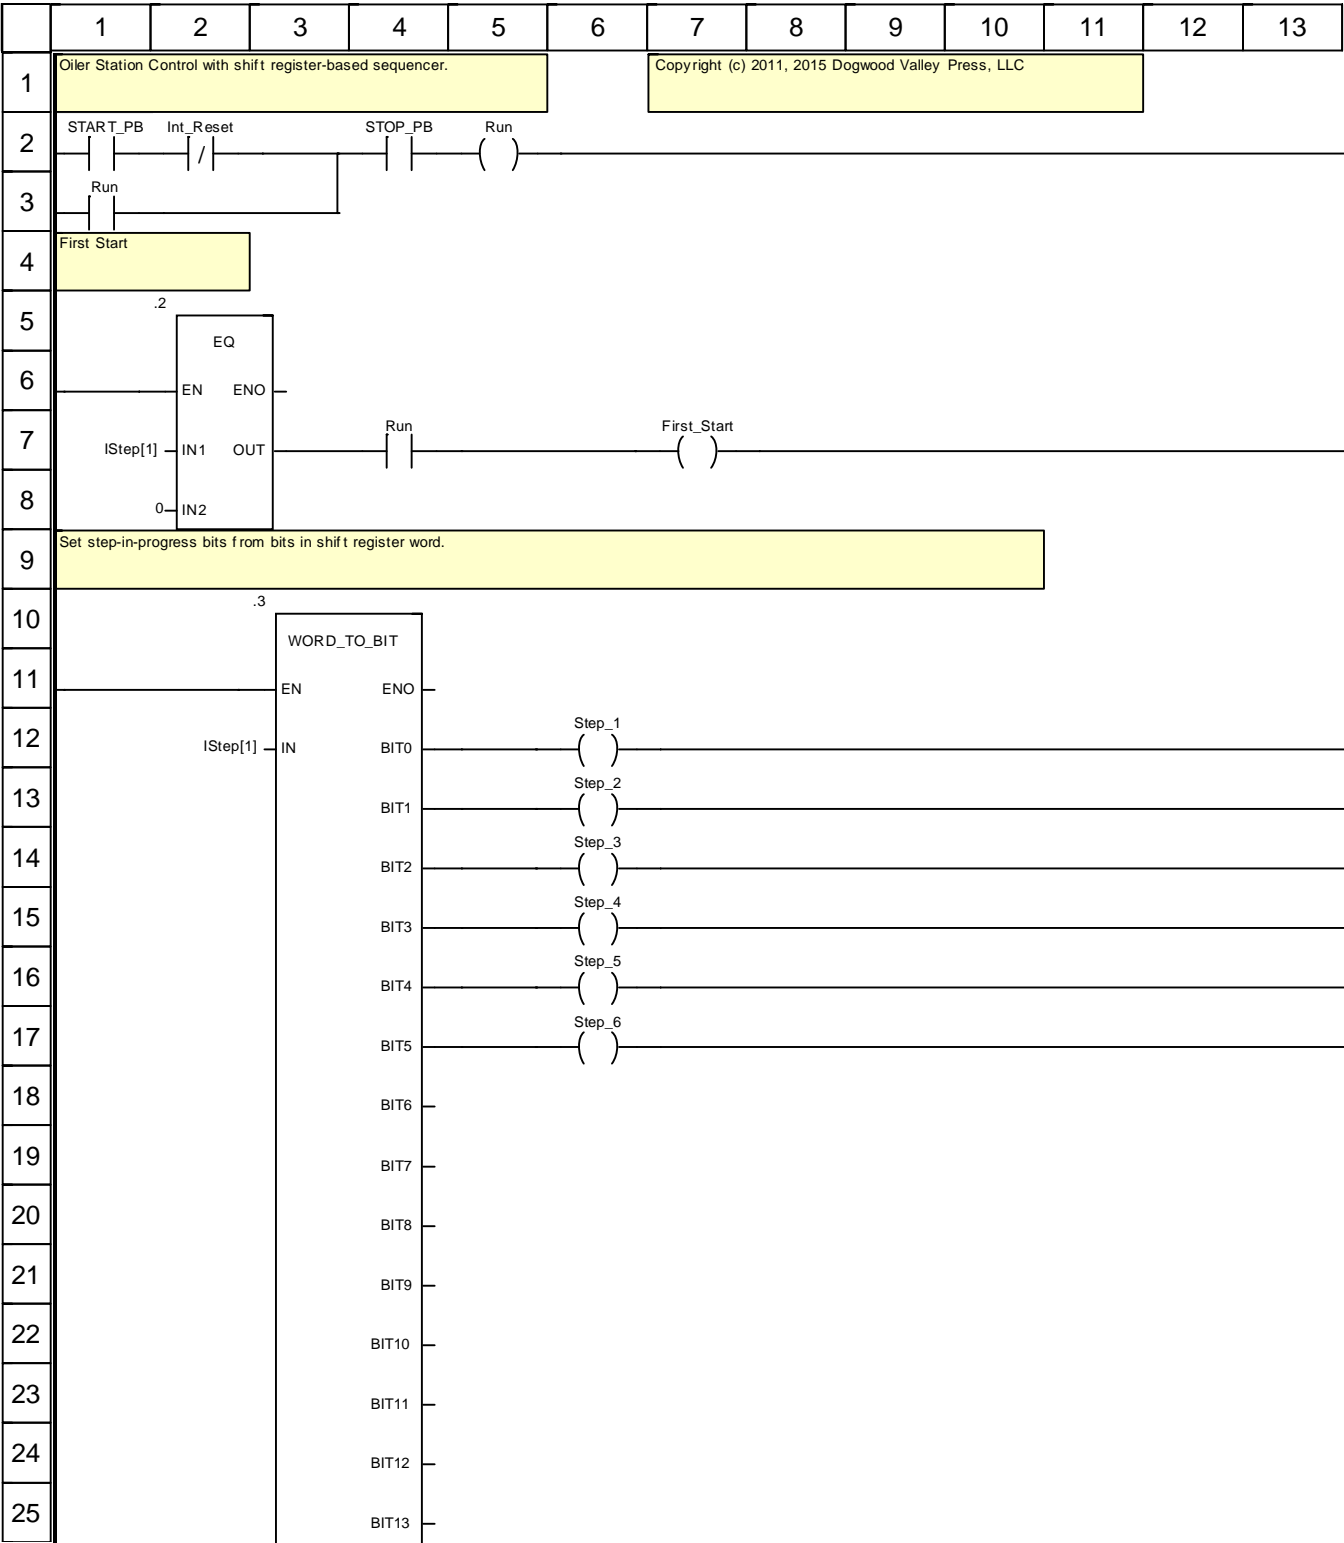 1 2 3 4 5 6 7 8 9 10 11 12 13
1
Oiler Station Control with shift register-based sequencer.
Copyright (c) 2011, 2015 Dogwood Valley Press, LLC
START_PB Int_Reset STOP_PB Run
2
/
Run
3
First Start
4
.2
5
EQ
6
EN ENO
Run First_Start
7
IStep[1] IN1 OUT
8
0 IN2
Set step-in-progress bits from bits in shift register word.
9
.3
10
WORD_TO_BIT
11
EN ENO
Step_1
12
IStep[1] IN BIT0
Step_2
13
BIT1
Step_3
14
BIT2
Step_4
15
BIT3
Step_5
16
BIT4
Step_6
17
BIT5
18
BIT6
19
BIT7
20
BIT8
21
BIT9
22
BIT10
23
BIT11
24
BIT12
25
BIT13